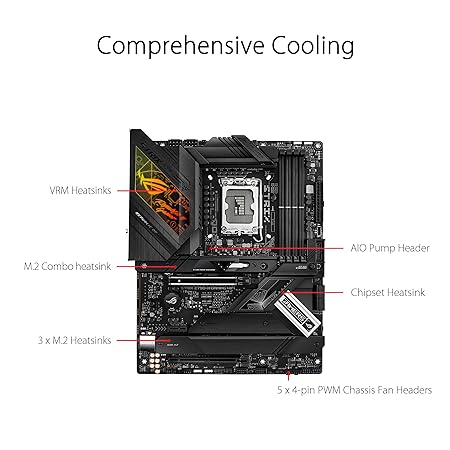 Comprehensive Cooling
VRM Heatsinks
AIO Pump Header
M.2 Combo heatsink
Chipset Heatsink
3 x M.2 Heatsinks
5 x 4-pin PWM Chassis Fan Headers